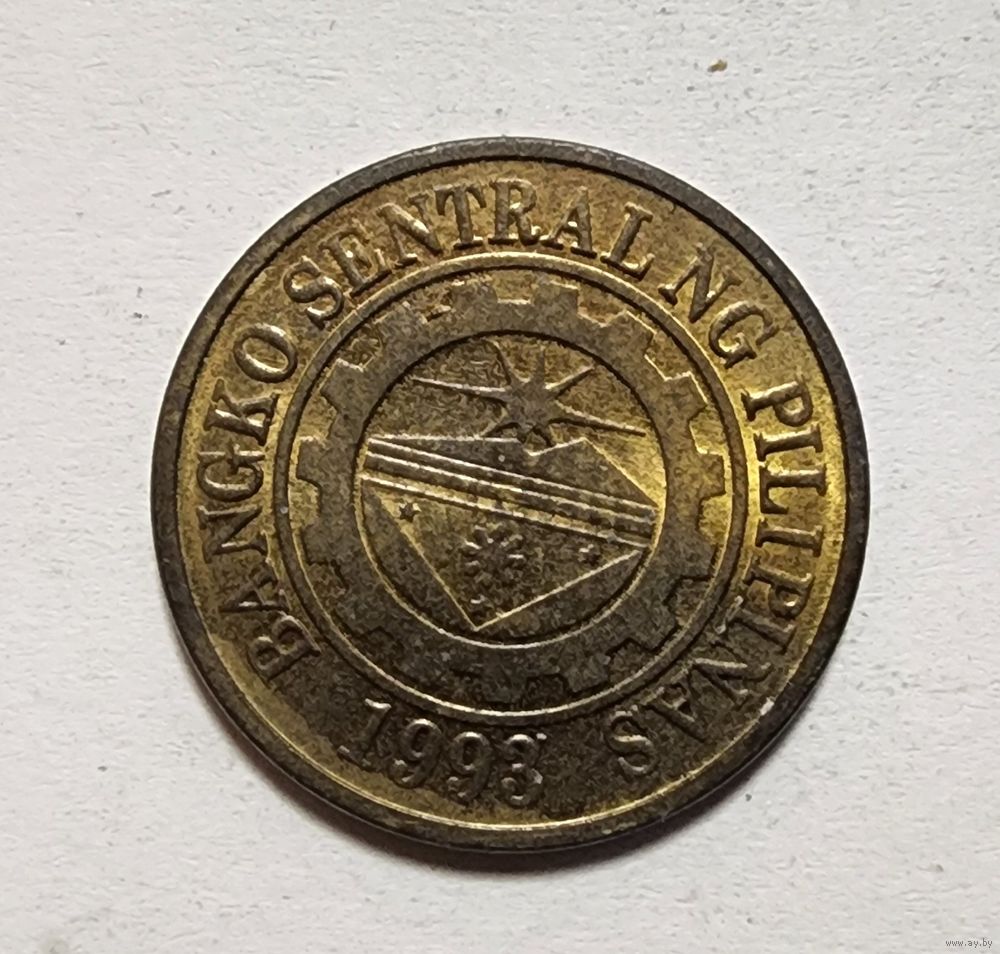 BANGKO SENTRAL NG PILIPINAS
1993
www.ay.by